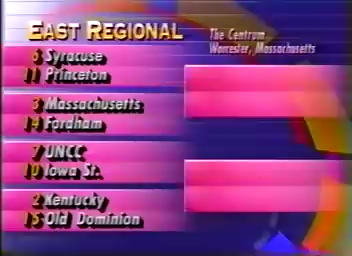 EAST REGIONAL
The Centrum
Worcester, Massachusetts
6 Syracuse
11 Princeton
3 Massachusetts
14 Fordham
7 UNCC
10 Iowa St.
2 Kentucky
15 Old Dominion